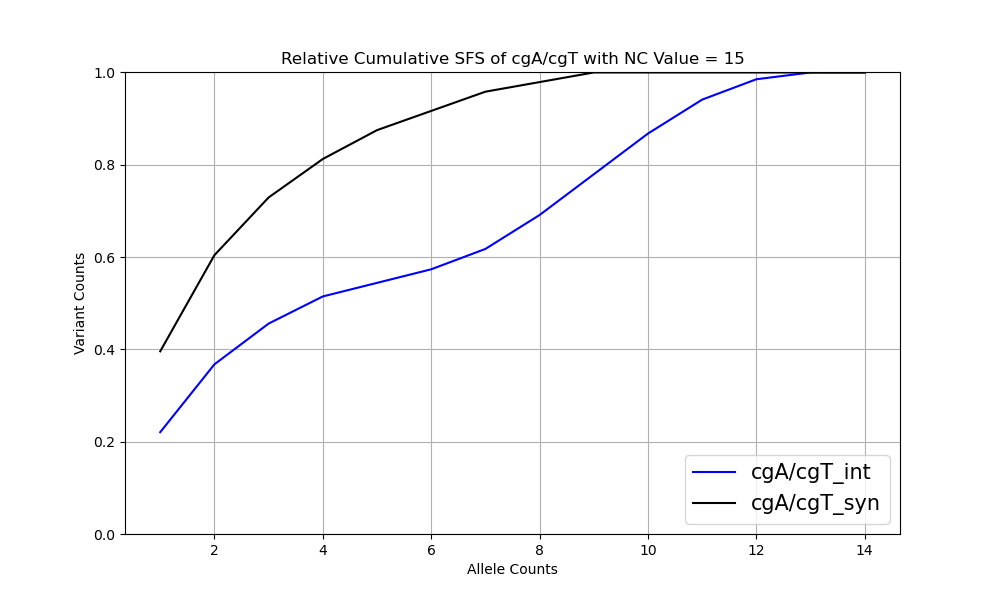 Relative Cumulative SFS of cgA/cgT with NC Value = 15
1.0
0.8
0.6
0.4
0.2
0.0
Variant Counts
2 4 6 8 10 12 14
Allele Counts
cgA/cgT_int
cgA/cgT_syn